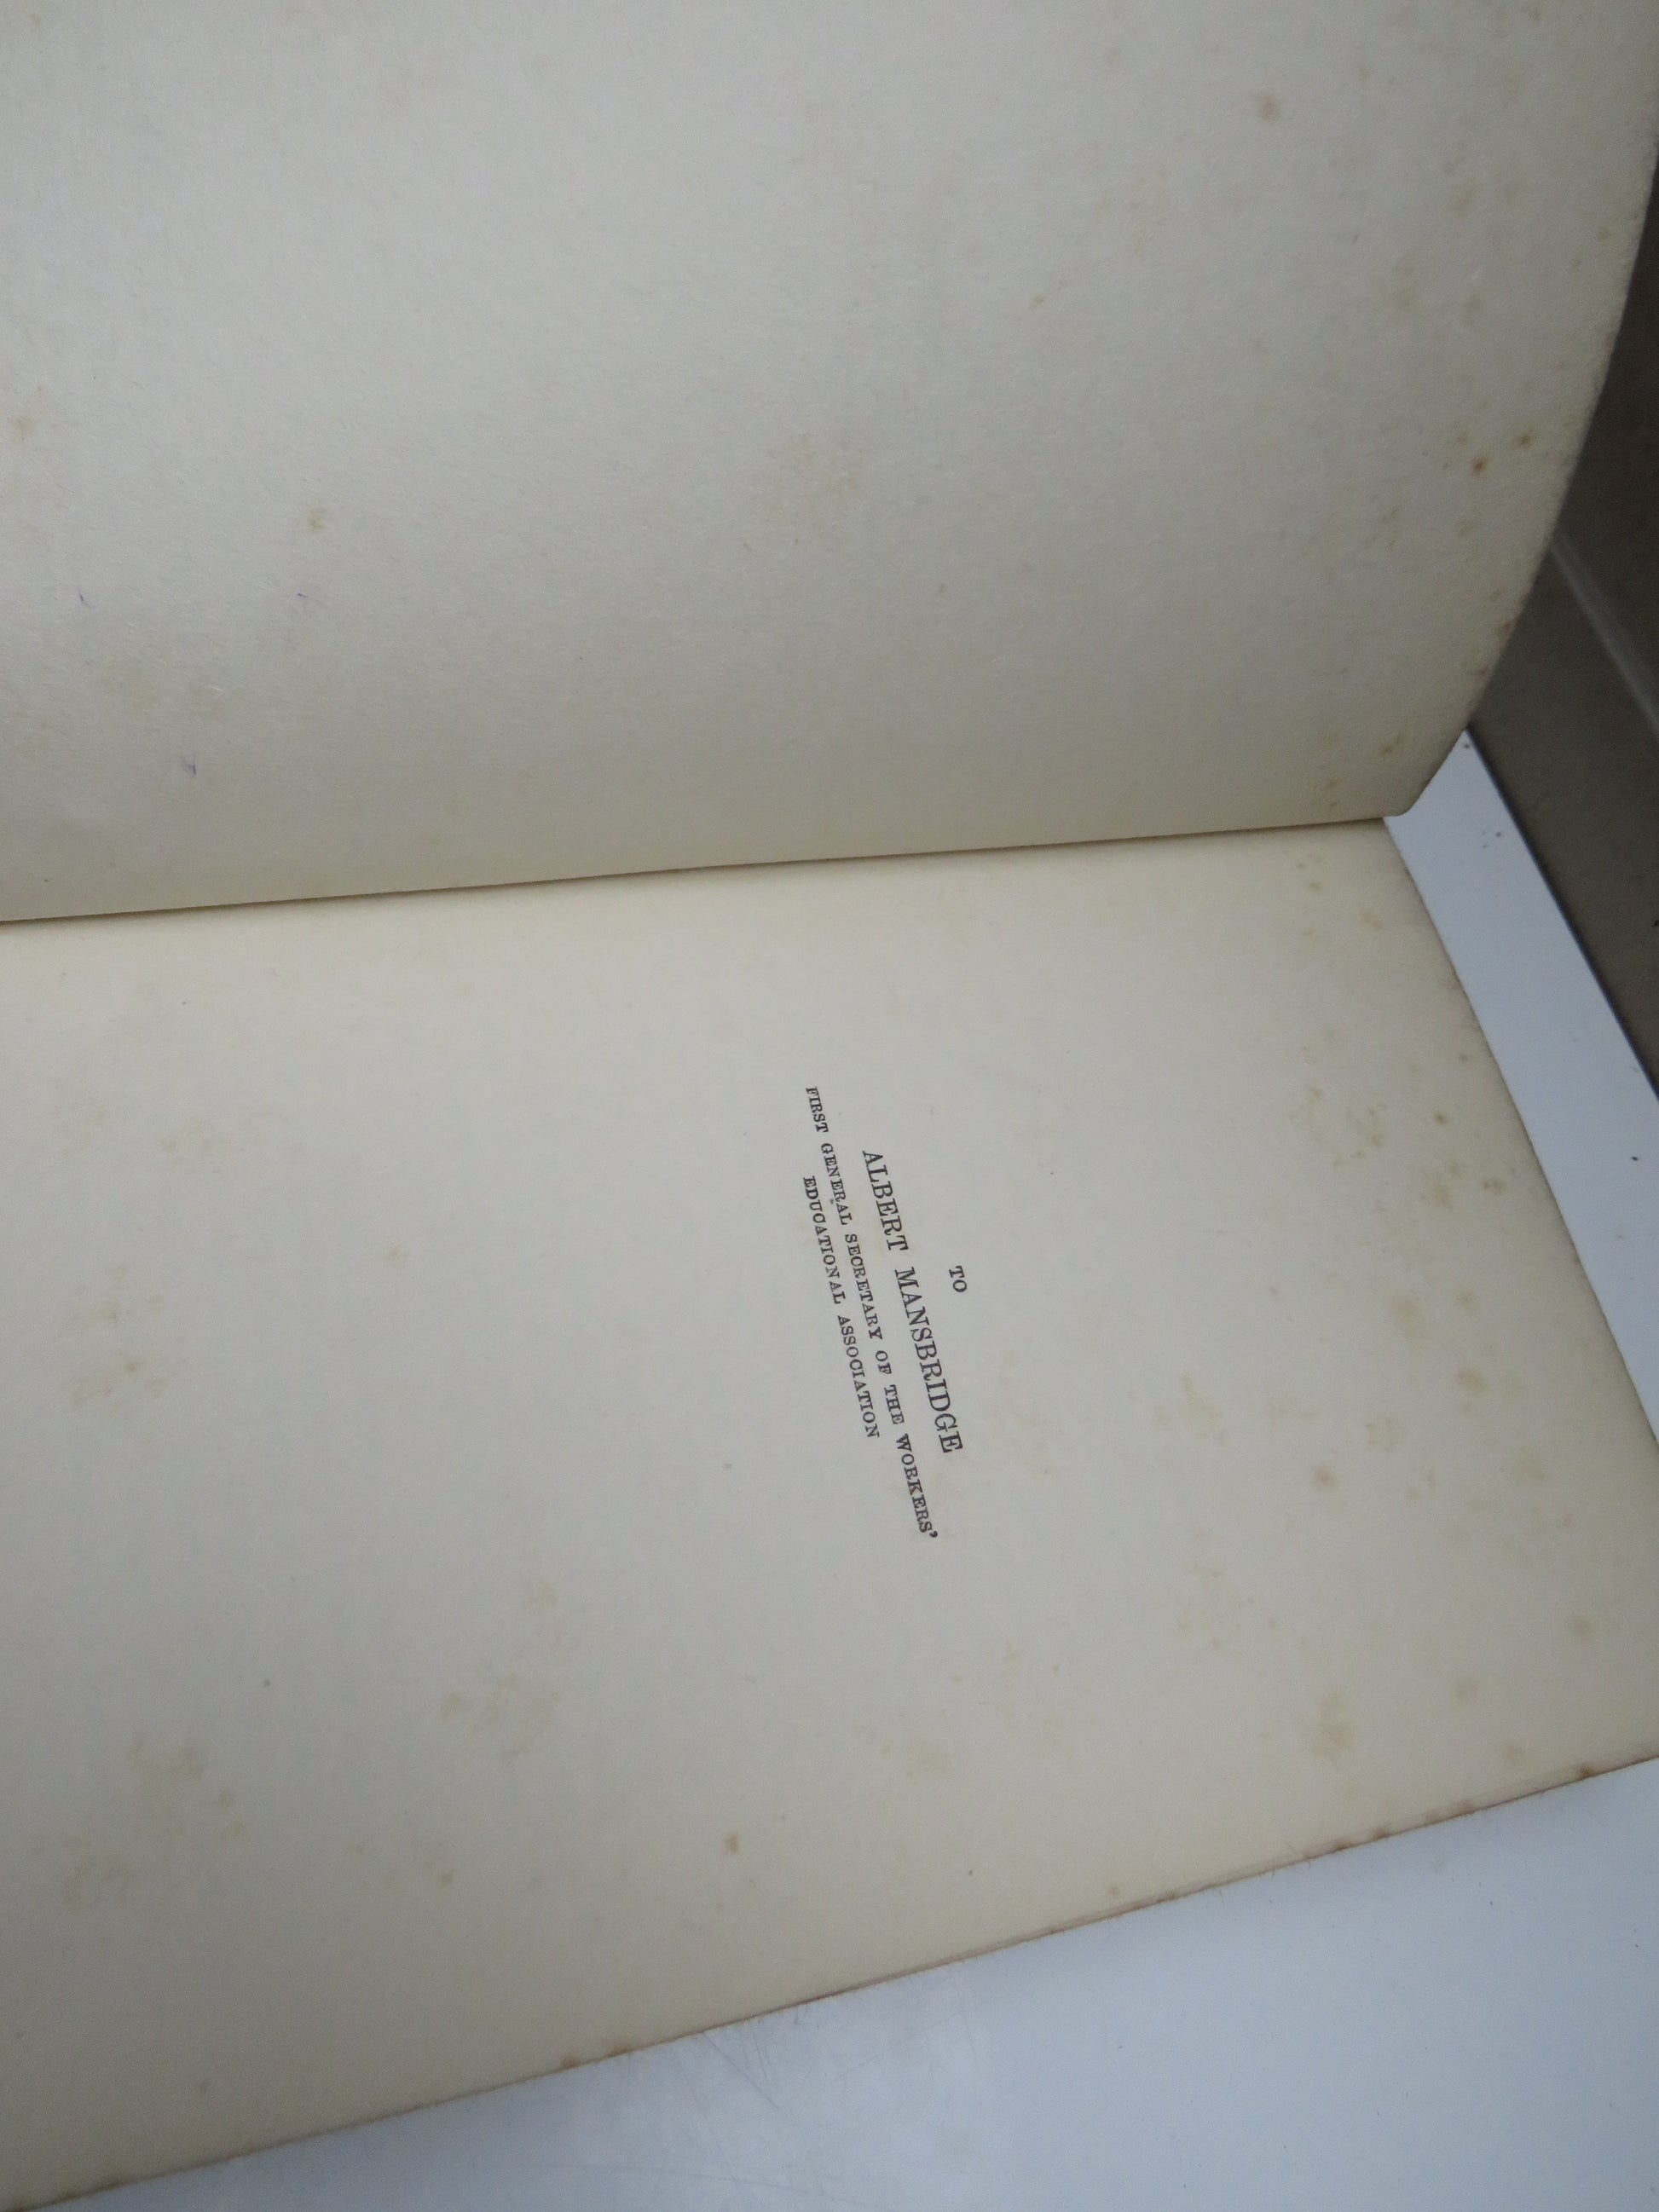 TO
ALBERT MANSBRIDGE
FIRST GENERAL SECRETARY OF THE WORKERS'
EDUCATIONAL ASSOCIATION